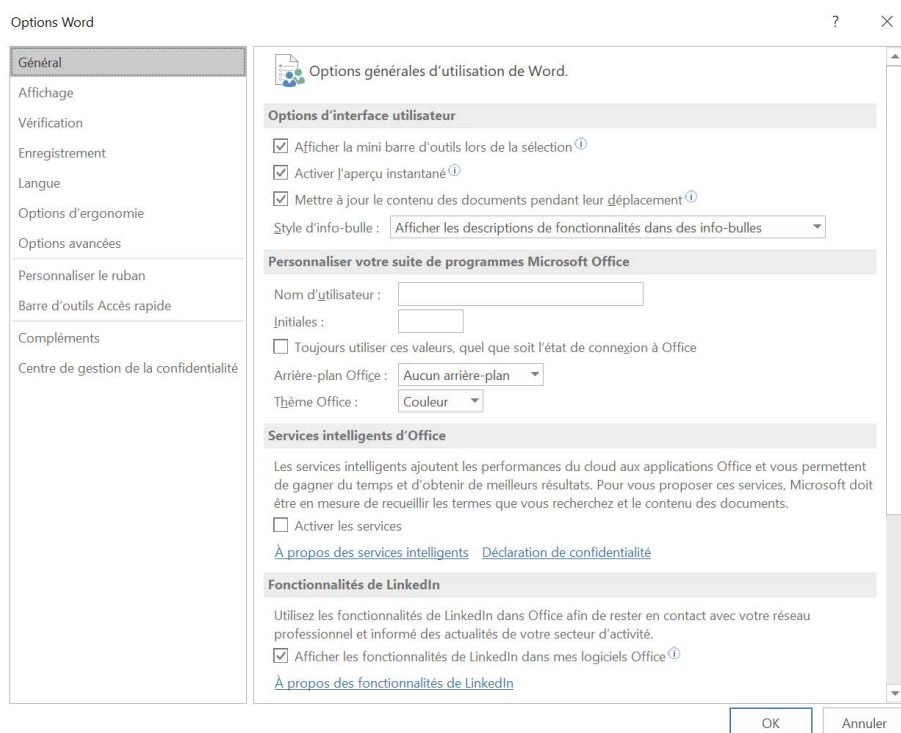 Options Word
?
Général
Affichage
Vérification
Enregistrement
Langue
Options d'ergonomie
Options avancées
Personnaliser le ruban
Barre d'outils Accès rapide
Compléments
Centre de gestion de la confidentialité
Options générales d'utilisation de Word.
Options d'interface utilisateur
Afficher la mini barre d'outils lors de la sélection
Activer l'aperçu instantané
Mettre à jour le contenu des documents pendant leur déplacement
Style d'info-bulle : Afficher les descriptions de fonctionnalités dans des info-bulles
Personnaliser votre suite de programmes Microsoft Office
Nom d'utilisateur :
Initiales :
Toujours utiliser ces valeurs, quel que soit l'état de connexion à Office
Arrière-plan Office : Aucun arrière-plan
Thème Office : Couleur
Services intelligents d'Office
Les services intelligents ajoutent les performances du cloud aux applications Office et vous permettent
de gagner du temps et d'obtenir de meilleurs résultats. Pour vous proposer ces services, Microsoft doit
être en mesure de recueillir les termes que vous recherchez et le contenu des documents.
Activer les services
À propos des services intelligents Déclaration de confidentialité
Fonctionnalités de LinkedIn
Utilisez les fonctionnalités de LinkedIn dans Office afin de rester en contact avec votre réseau
professionnel et informé des actualités de votre secteur d'activité.
Afficher les fonctionnalités de LinkedIn dans mes logiciels Office
À propos des fonctionnalités de LinkedIn
OK Annuler